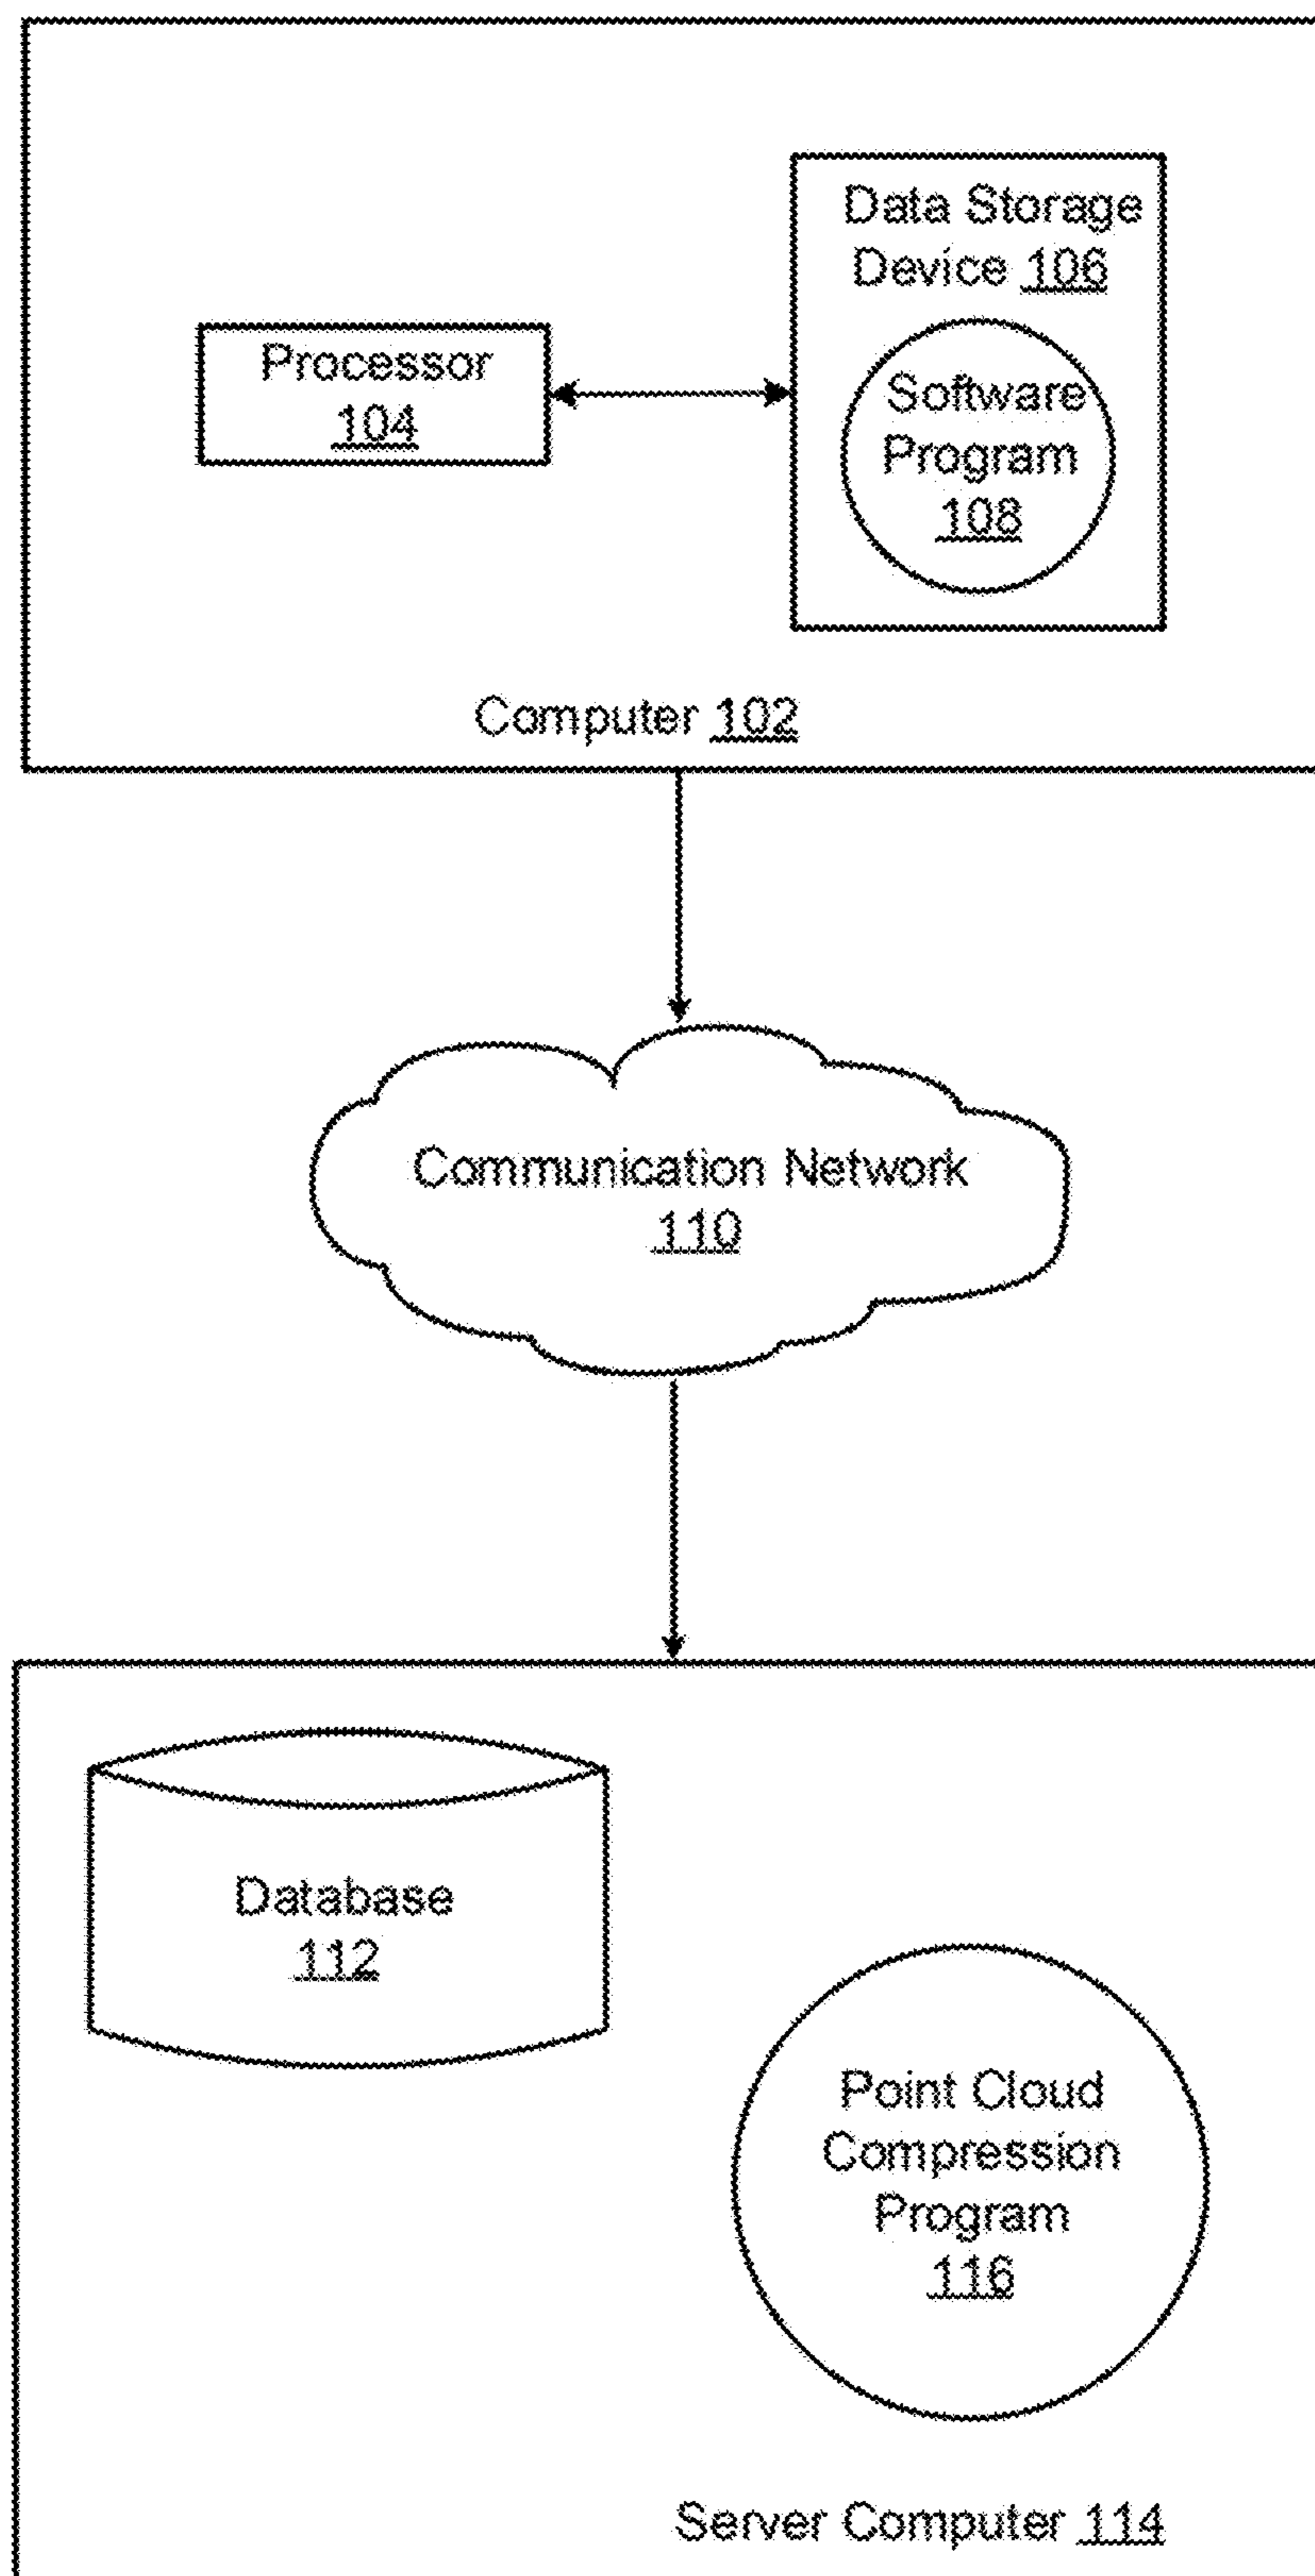 Data Storage
Device 106
Processor
104
Software
Program
108
Computer 102
Communication Network
110
Database
112
Point Cloud
Compression
Program
116
Server Computer 114